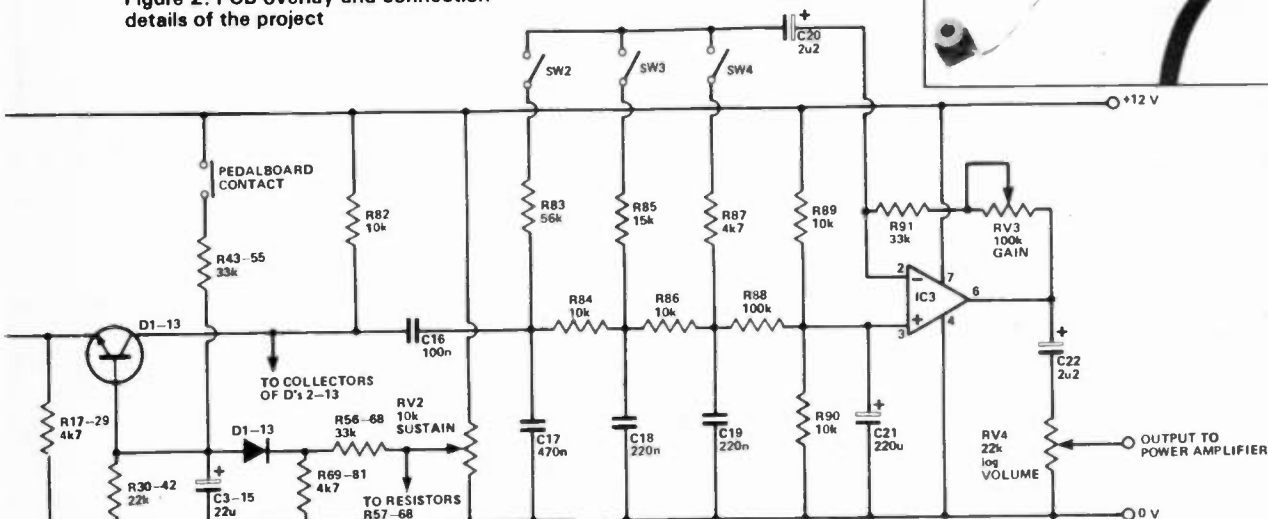 Figure 2. PCB overlay and connection
details of the project
+
C20
2u2
SW2
SW3
SW4
+12 V
PEDALBOARD
CONTACT
R82
10k
R83
56k
R85
15k
R87
4k7
R89
10k
R91
33k
RV3
100k
GAIN
R43–55
33k
2
−
7
IC3
6
+
3
4
R84
10k
R86
10k
R88
100k
D1–13
C16
100n
+
C22
2u2
TO COLLECTORS
OF D's 2–13
R17–29
4k7
D1–13
R56–68
33k
RV2
10k
SUSTAIN
C17
470n
C18
220n
C19
220n
R90
10k
+
C21
220u
RV4
22k
log
VOLUME
OUTPUT TO
POWER AMPLIFIER
R30–42
22k
+
C3–15
22u
R69–81
4k7
TO RESISTORS
R57–68
0 V